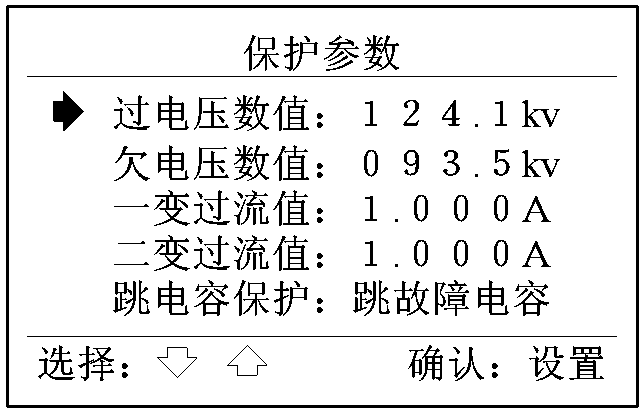 保护参数
过电压数值：124.1kv
欠电压数值：093.5kv
一变过流值：1.000A
二变过流值：1.000A
跳电容保护：跳故障电容
选择： 确认：设置